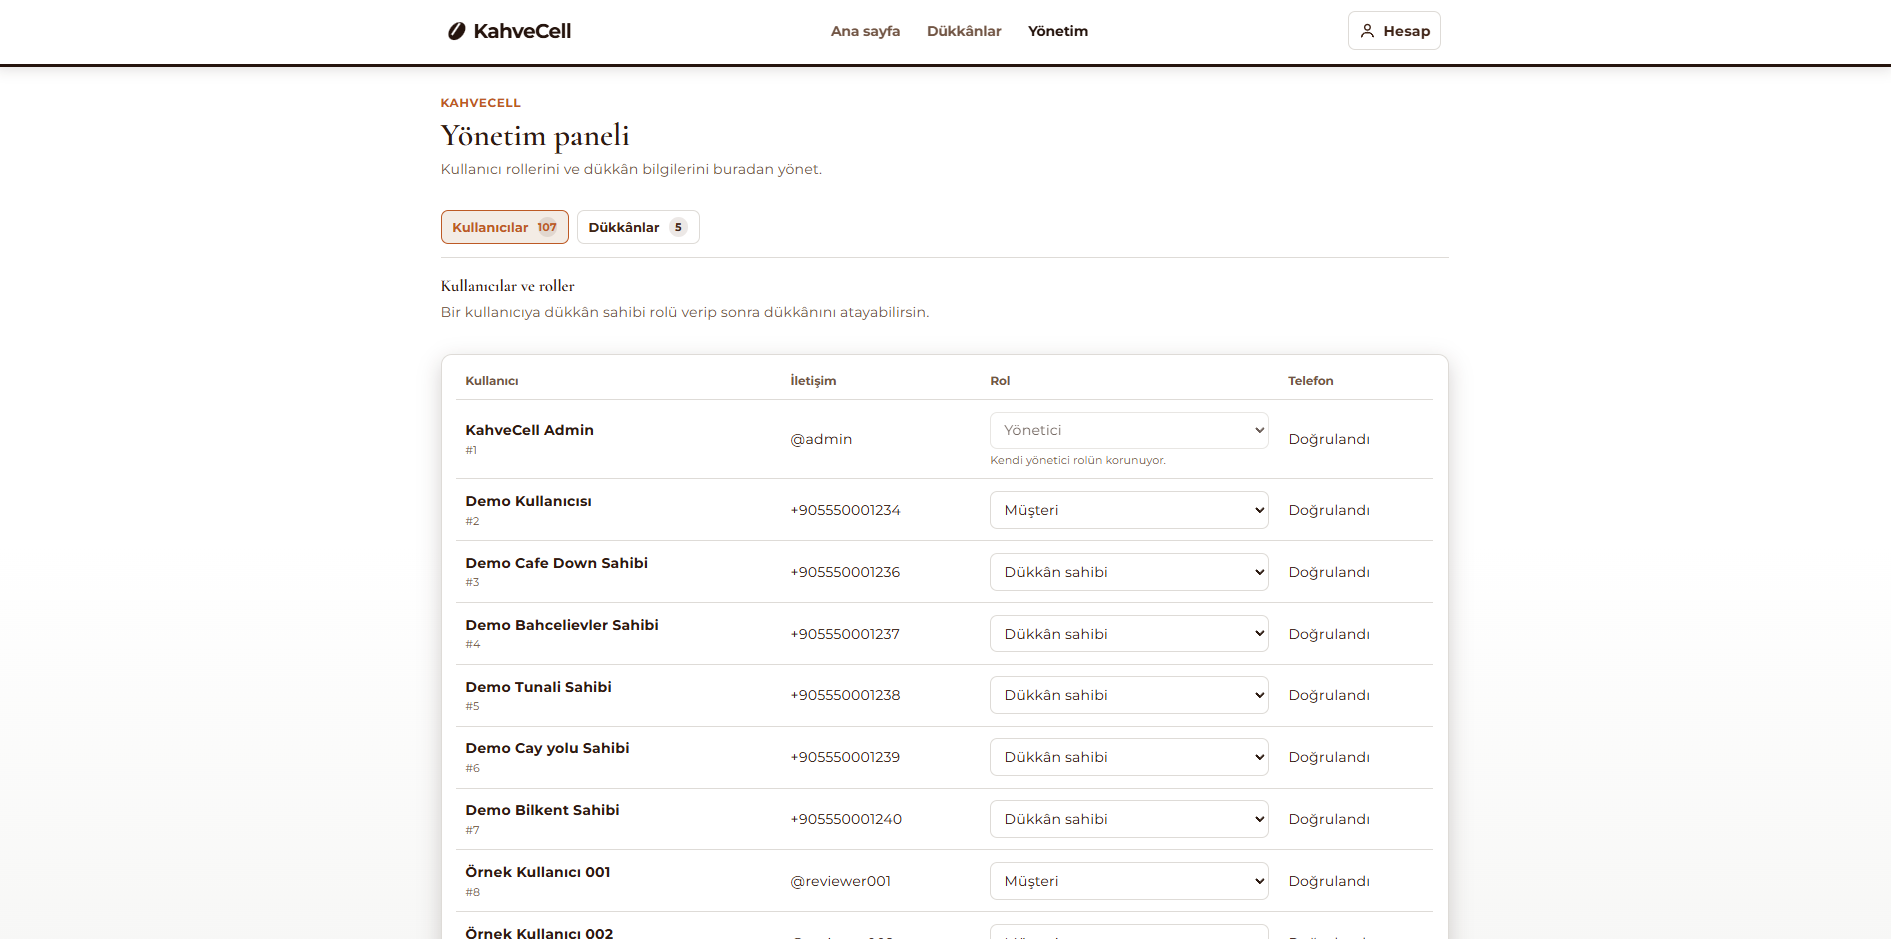 KahveCell
Ana sayfa Dükkânlar Yönetim
Hesap
KAHVECELL
Yönetim paneli
Kullanıcı rollerini ve dükkân bilgilerini buradan yönet.
Kullanıcılar 107 Dükkânlar 5
Kullanıcılar ve roller
Bir kullanıcıya dükkân sahibi rolü verip sonra dükkânını atayabilirsin.
Kullanıcı İletişim Rol Telefon
KahveCell Admin
#1
@admin
Yönetici
Kendi yönetici rolün korunuyor.
Doğrulandı
Demo Kullanıcısı
#2
+905550001234
Müşteri
Doğrulandı
Demo Cafe Down Sahibi
#3
+905550001236
Dükkân sahibi
Doğrulandı
Demo Bahcelievler Sahibi
#4
+905550001237
Dükkân sahibi
Doğrulandı
Demo Tunali Sahibi
#5
+905550001238
Dükkân sahibi
Doğrulandı
Demo Cay yolu Sahibi
#6
+905550001239
Dükkân sahibi
Doğrulandı
Demo Bilkent Sahibi
#7
+905550001240
Dükkân sahibi
Doğrulandı
Örnek Kullanıcı 001
#8
@reviewer001
Müşteri
Doğrulandı
Örnek Kullanıcı 002